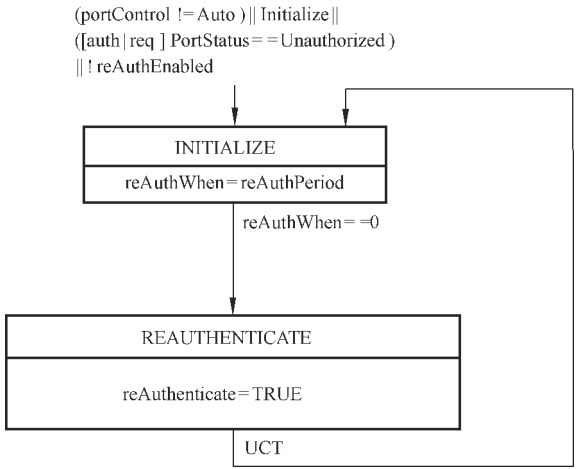 (portControl != Auto ) || Initialize ||
([auth | req ] PortStatus==Unauthorized )
|| ! reAuthEnabled
INITIALIZE
reAuthWhen=reAuthPeriod
reAuthWhen= =0
REAUTHENTICATE
reAuthenticate=TRUE
UCT